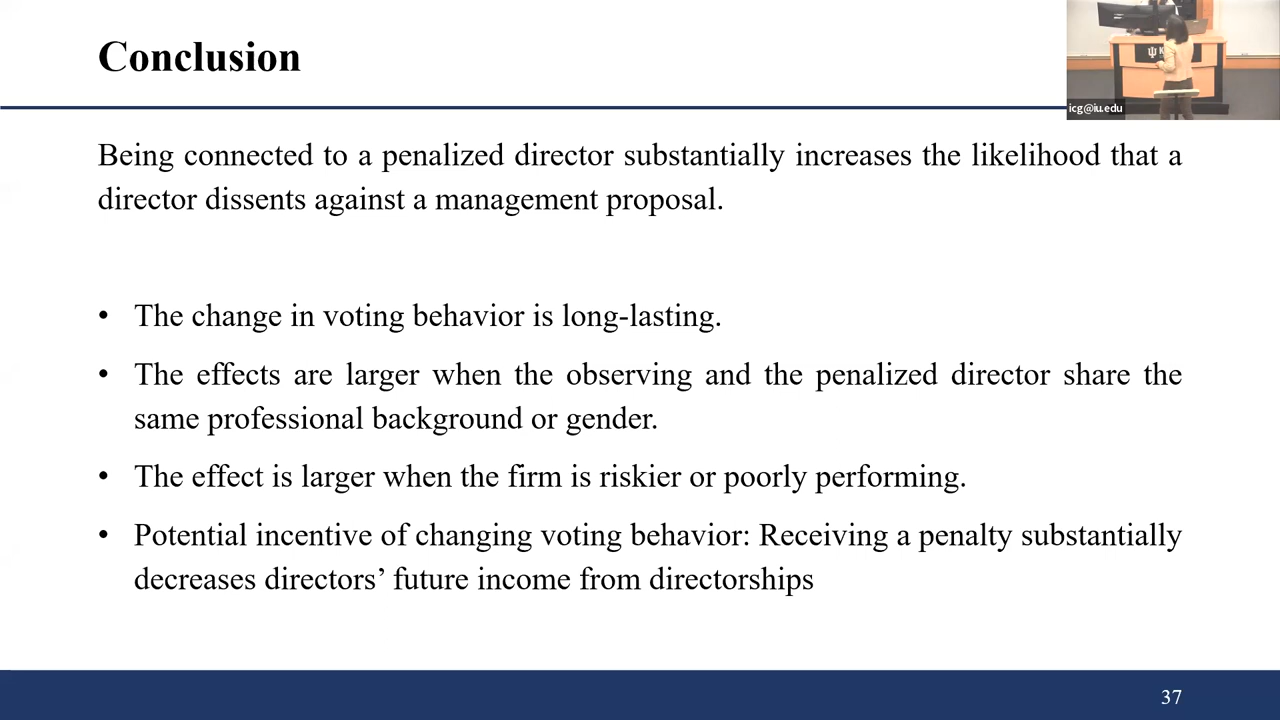 Conclusion
icg@iu.edu
Being connected to a penalized director substantially increases the likelihood that a
director dissents against a management proposal.
• The change in voting behavior is long-lasting.
• The effects are larger when the observing and the penalized director share the
same professional background or gender.
• The effect is larger when the firm is riskier or poorly performing.
• Potential incentive of changing voting behavior: Receiving a penalty substantially
decreases directors’ future income from directorships
37